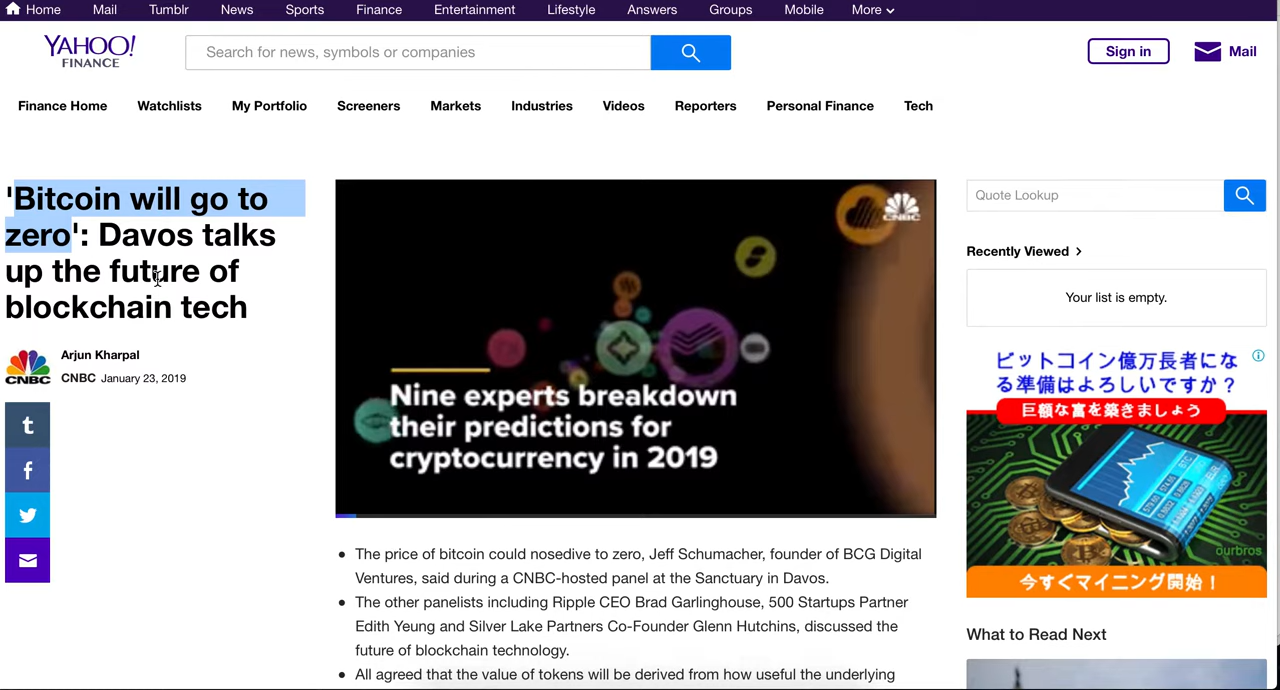 Home Mail Tumblr News Sports Finance Entertainment Lifestyle Answers Groups Mobile More
YAHOO!
FINANCE
Search for news, symbols or companies
Sign in
Mail
Finance Home Watchlists My Portfolio Screeners Markets Industries Videos Reporters Personal Finance Tech
'Bitcoin will go to
zero': Davos talks
up the future of
blockchain tech
Arjun Kharpal
CNBC
CNBC January 23, 2019
CNBC
Nine experts breakdown
their predictions for
cryptocurrency in 2019
• The price of bitcoin could nosedive to zero, Jeff Schumacher, founder of BCG Digital
Ventures, said during a CNBC-hosted panel at the Sanctuary in Davos.
• The other panelists including Ripple CEO Brad Garlinghouse, 500 Startups Partner
Edith Yeung and Silver Lake Partners Co-Founder Glenn Hutchins, discussed the
future of blockchain technology.
• All agreed that the value of tokens will be derived from how useful the underlying
Quote Lookup
Recently Viewed
Your list is empty.
ビットコイン億万長者にな
る準備はよろしいですか？
巨額な富を築きましょう
BTC
EUR
ourbros
今すぐマイニング開始！
What to Read Next